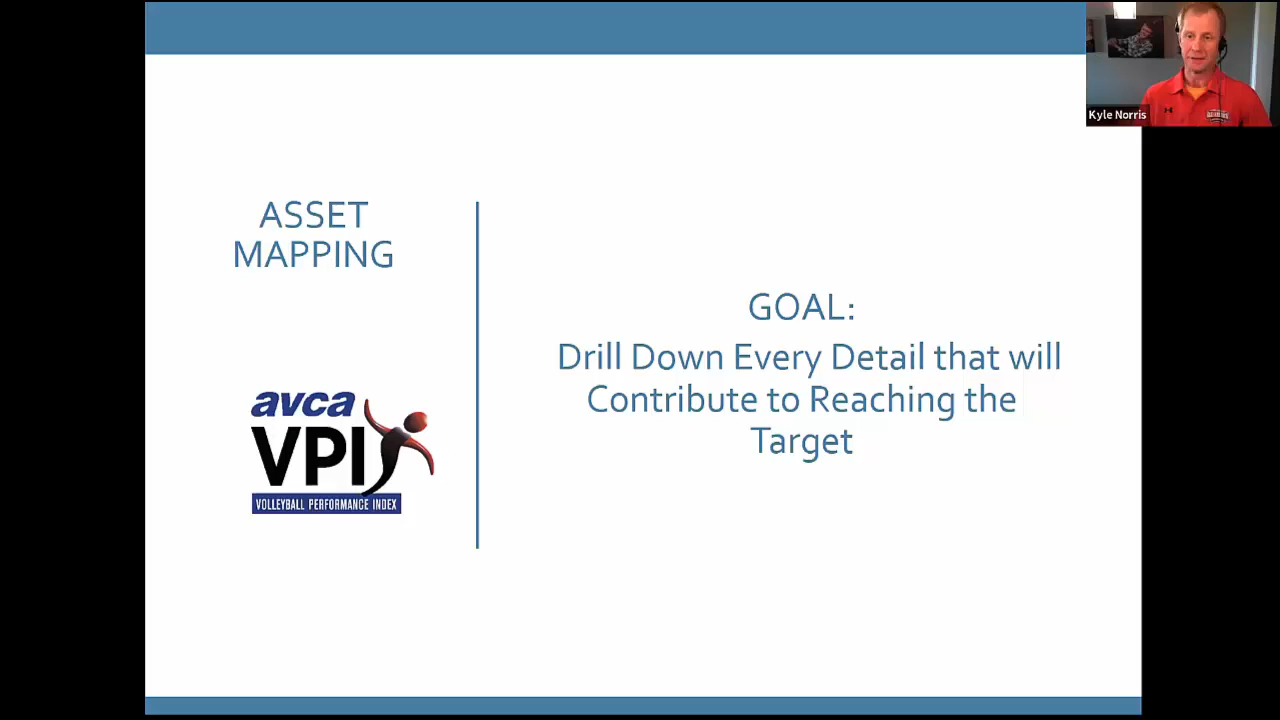 Kyle Norris
ASSET
MAPPING
GOAL:
Drill Down Every Detail that will
Contribute to Reaching the
Target
avca
VPI
VOLLEYBALL PERFORMANCE INDEX